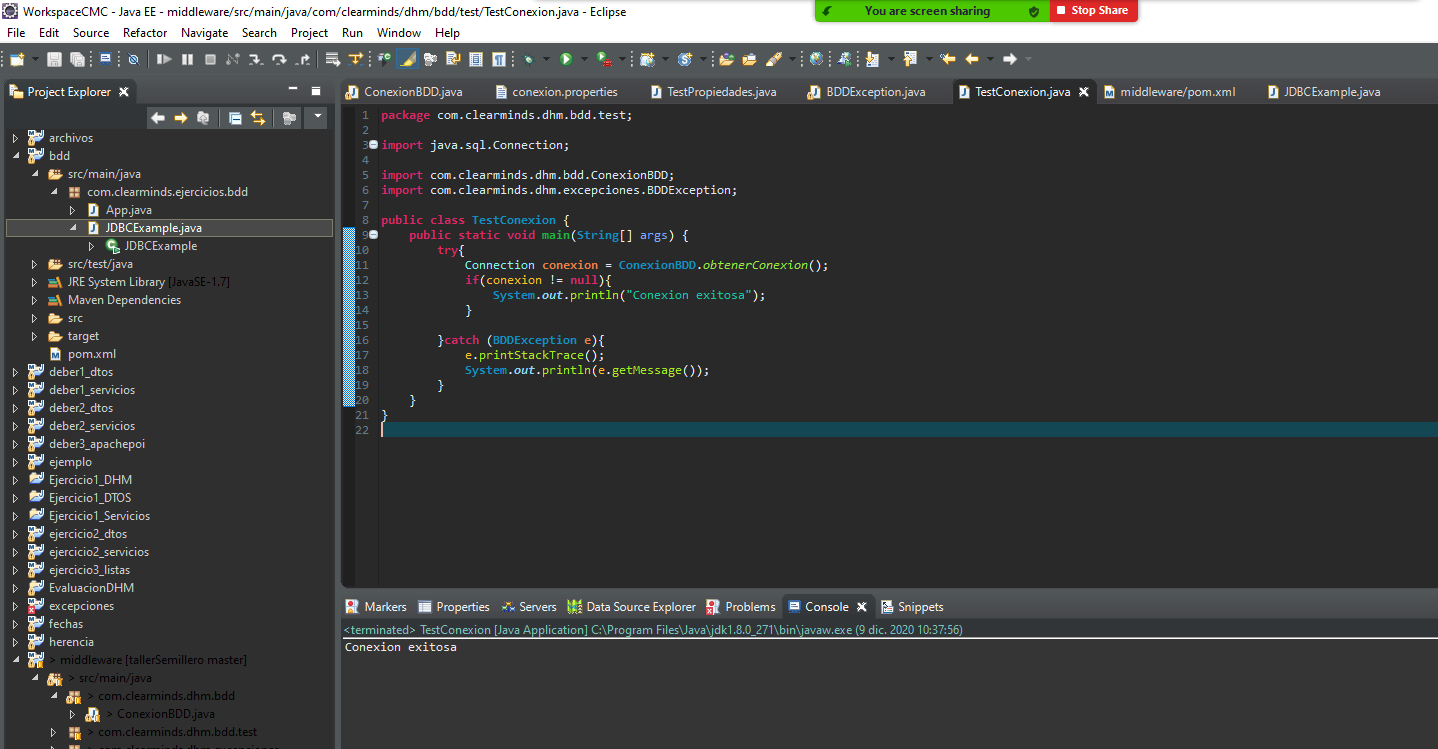 WorkspaceCMC - Java EE - middleware/src/main/java/com/clearminds/dhm/bdd/test/TestConexion.java - Eclipse
You are screen sharing
Stop Share
File Edit Source Refactor Navigate Search Project Run Window Help
Project Explorer
archivos
bdd
src/main/java
com.clearminds.ejercicios.bdd
App.java
JDBCExample.java
JDBCExample
src/test/java
JRE System Library [JavaSE-1.7]
Maven Dependencies
src
target
pom.xml
deber1_dtos
deber1_servicios
deber2_dtos
deber2_servicios
deber3_apachepoi
ejemplo
Ejercicio1_DHM
Ejercicio1_DTOS
Ejercicio1_Servicios
ejercicio2_dtos
ejercicio2_servicios
ejercicio3_listas
EvaluacionDHM
excepciones
fechas
herencia
> middleware [tallerSemillero master]
> src/main/java
> com.clearminds.dhm.bdd
> ConexionBDD.java
> com.clearminds.dhm.bdd.test
ConexionBDD.java conexion.properties TestPropiedades.java BDDException.java TestConexion.java middleware/pom.xml JDBCExample.java
1 package com.clearminds.dhm.bdd.test;
2
3 import java.sql.Connection;
4
5 import com.clearminds.dhm.bdd.ConexionBDD;
6 import com.clearminds.dhm.excepciones.BDDException;
7
8 public class TestConexion {
9 public static void main(String[] args) {
10 try{
11 Connection conexion = ConexionBDD.obtenerConexion();
12 if(conexion != null){
13 System.out.println("Conexion exitosa");
14 }
15
16 }catch (BDDException e){
17 e.printStackTrace();
18 System.out.println(e.getMessage());
19 }
20 }
21 }
22
Markers Properties Servers Data Source Explorer Problems Console Snippets
<terminated> TestConexion [Java Application] C:\Program Files\Java\jdk1.8.0_271\bin\javaw.exe (9 dic. 2020 10:37:56)
Conexion exitosa